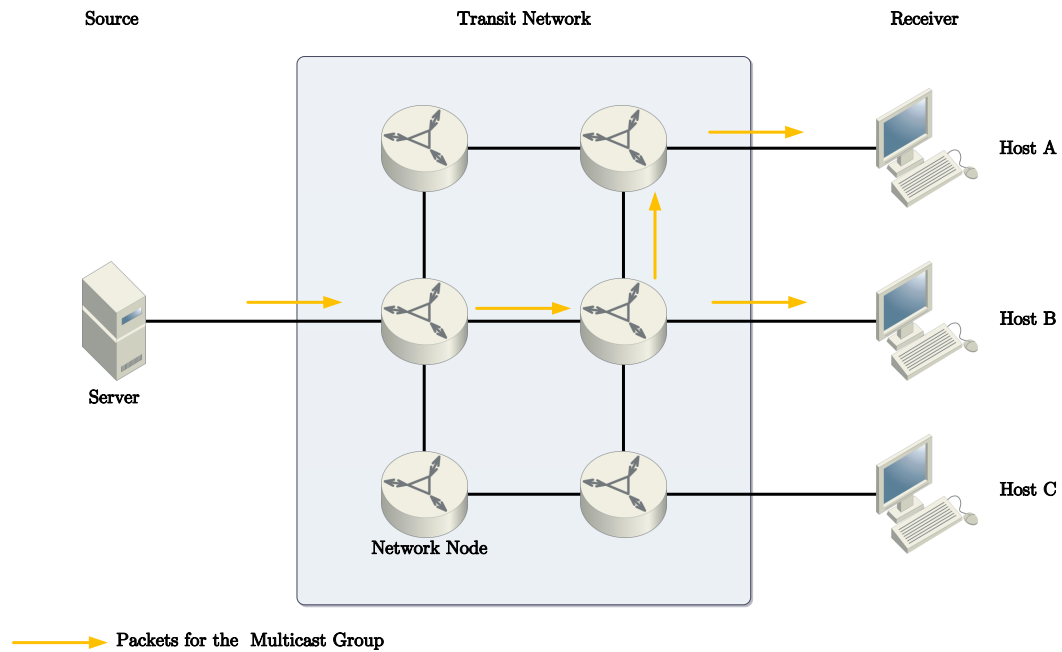 Source
Transit Network
Receiver
Host A
Host B
Server
Host C
Network Node
Packets for the Multicast Group